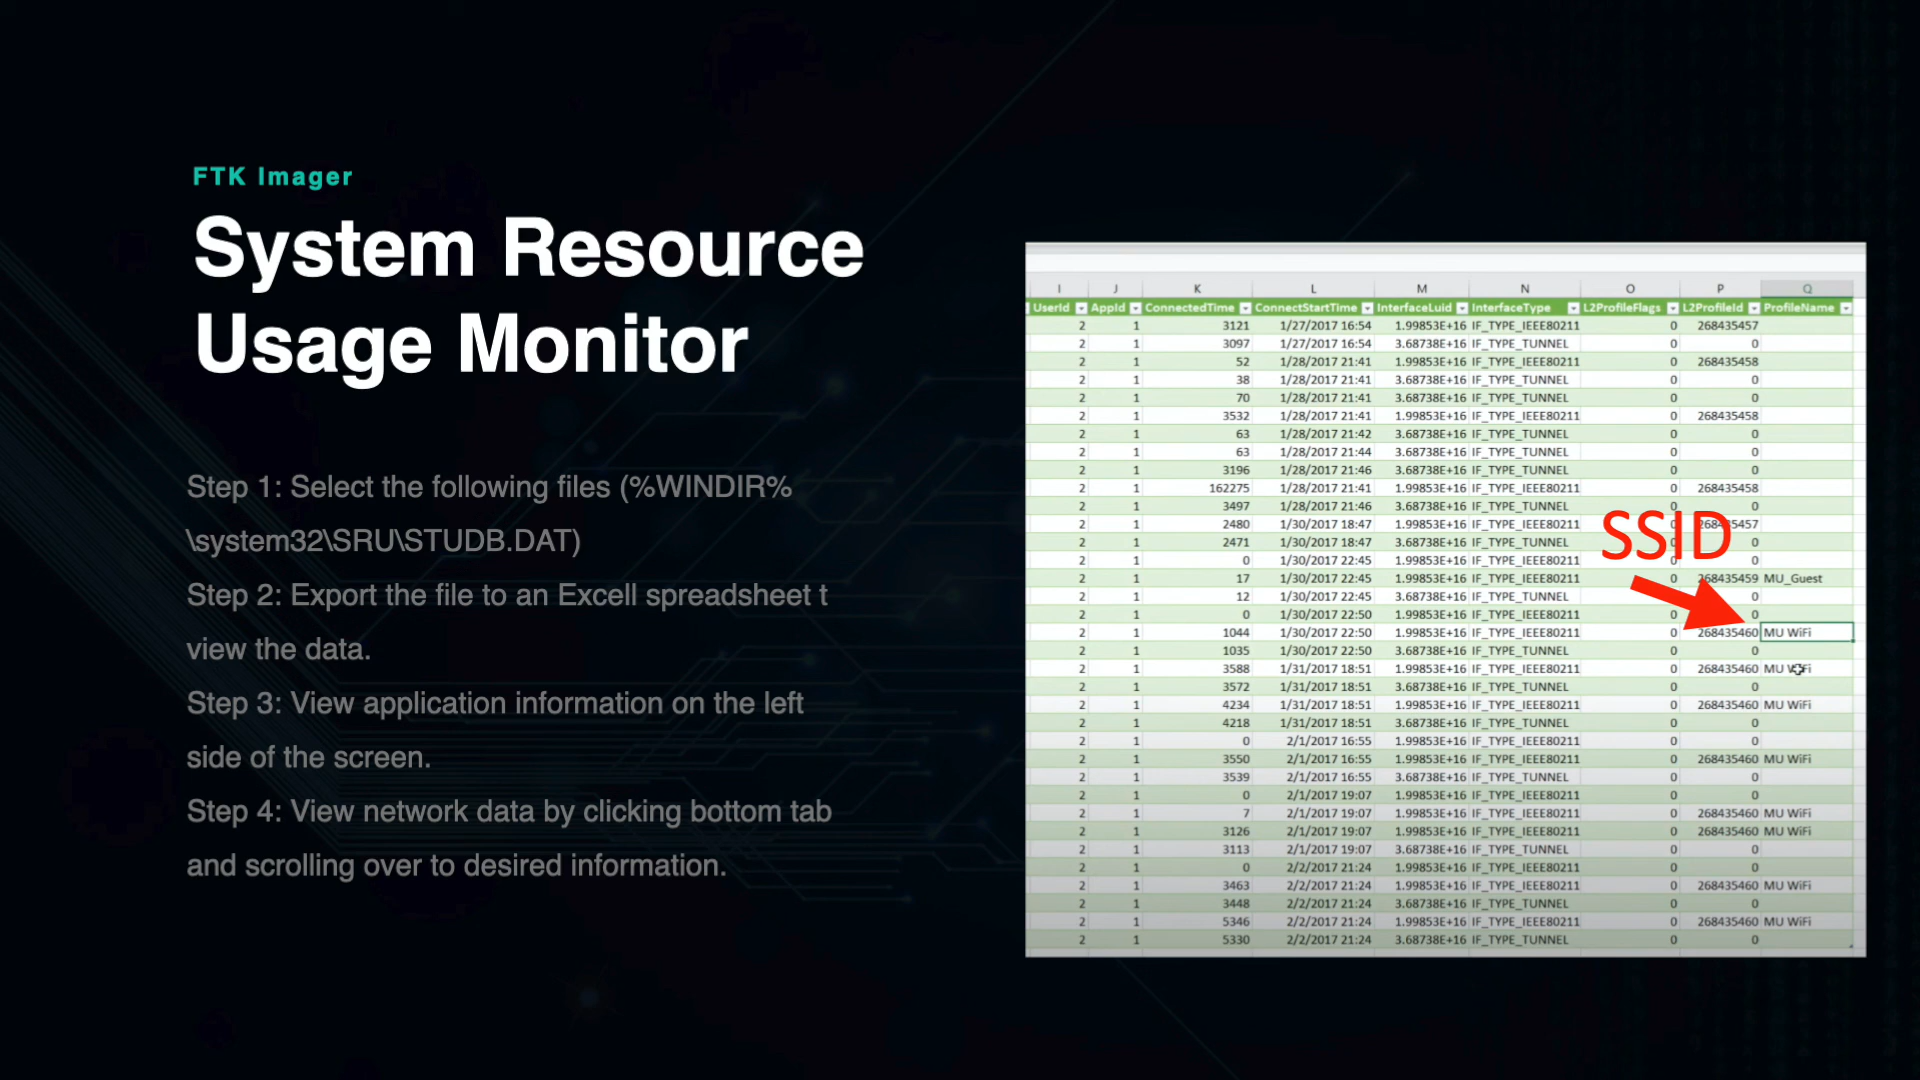 FTK Imager
System Resource
Usage Monitor
Step 1: Select the following files (%WINDIR%
\system32\SRU\STUDB.DAT)
Step 2: Export the file to an Excell spreadsheet t
view the data.
Step 3: View application information on the left
side of the screen.
Step 4: View network data by clicking bottom tab
and scrolling over to desired information.
I J K L M N O P Q
UserId AppId ConnectedTime ConnectStartTime InterfaceLuid InterfaceType L2ProfileFlags L2ProfileId ProfileName
2 1 3121 1/27/2017 16:54 1.99853E+16 IF_TYPE_IEEE80211 0 268435457
2 1 3097 1/27/2017 16:54 3.68738E+16 IF_TYPE_TUNNEL 0 0
2 1 52 1/28/2017 21:41 1.99853E+16 IF_TYPE_IEEE80211 0 268435458
2 1 38 1/28/2017 21:41 3.68738E+16 IF_TYPE_TUNNEL 0 0
2 1 70 1/28/2017 21:41 3.68738E+16 IF_TYPE_TUNNEL 0 0
2 1 3532 1/28/2017 21:41 1.99853E+16 IF_TYPE_IEEE80211 0 268435458
2 1 63 1/28/2017 21:42 3.68738E+16 IF_TYPE_TUNNEL 0 0
2 1 63 1/28/2017 21:44 3.68738E+16 IF_TYPE_TUNNEL 0 0
2 1 3196 1/28/2017 21:46 3.68738E+16 IF_TYPE_TUNNEL 0 0
2 1 162275 1/28/2017 21:41 1.99853E+16 IF_TYPE_IEEE80211 0 268435458
2 1 3497 1/28/2017 21:46 3.68738E+16 IF_TYPE_TUNNEL 0 0
2 1 2480 1/30/2017 18:47 1.99853E+16 IF_TYPE_IEEE80211 0 268435457
SSID
2 1 2471 1/30/2017 18:47 3.68738E+16 IF_TYPE_TUNNEL 0 0
2 1 0 1/30/2017 22:45 1.99853E+16 IF_TYPE_IEEE80211 0 0
2 1 17 1/30/2017 22:45 1.99853E+16 IF_TYPE_IEEE80211 0 268435459 MU_Guest
2 1 12 1/30/2017 22:45 3.68738E+16 IF_TYPE_TUNNEL 0
2 1 0 1/30/2017 22:50 1.99853E+16 IF_TYPE_IEEE80211 0 0
2 1 1044 1/30/2017 22:50 1.99853E+16 IF_TYPE_IEEE80211 0 268435460 MU WiFi
2 1 1035 1/30/2017 22:50 3.68738E+16 IF_TYPE_TUNNEL 0 0
2 1 3588 1/31/2017 18:51 1.99853E+16 IF_TYPE_IEEE80211 0 268435460 MU WiFi
2 1 3572 1/31/2017 18:51 3.68738E+16 IF_TYPE_TUNNEL 0 0
2 1 4234 1/31/2017 18:51 1.99853E+16 IF_TYPE_IEEE80211 0 268435460 MU WiFi
2 1 4218 1/31/2017 18:51 3.68738E+16 IF_TYPE_TUNNEL 0 0
2 1 0 2/1/2017 16:55 1.99853E+16 IF_TYPE_IEEE80211 0 0
2 1 3550 2/1/2017 16:55 1.99853E+16 IF_TYPE_IEEE80211 0 268435460 MU WiFi
2 1 3539 2/1/2017 16:55 3.68738E+16 IF_TYPE_TUNNEL 0 0
2 1 0 2/1/2017 19:07 1.99853E+16 IF_TYPE_IEEE80211 0 0
2 1 7 2/1/2017 19:07 1.99853E+16 IF_TYPE_IEEE80211 0 268435460 MU WiFi
2 1 3126 2/1/2017 19:07 1.99853E+16 IF_TYPE_IEEE80211 0 268435460 MU WiFi
2 1 3113 2/1/2017 19:07 3.68738E+16 IF_TYPE_TUNNEL 0 0
2 1 0 2/2/2017 21:24 1.99853E+16 IF_TYPE_IEEE80211 0 0
2 1 3463 2/2/2017 21:24 1.99853E+16 IF_TYPE_IEEE80211 0 268435460 MU WiFi
2 1 3448 2/2/2017 21:24 3.68738E+16 IF_TYPE_TUNNEL 0 0
2 1 5346 2/2/2017 21:24 1.99853E+16 IF_TYPE_IEEE80211 0 268435460 MU WiFi
2 1 5330 2/2/2017 21:24 3.68738E+16 IF_TYPE_TUNNEL 0 0